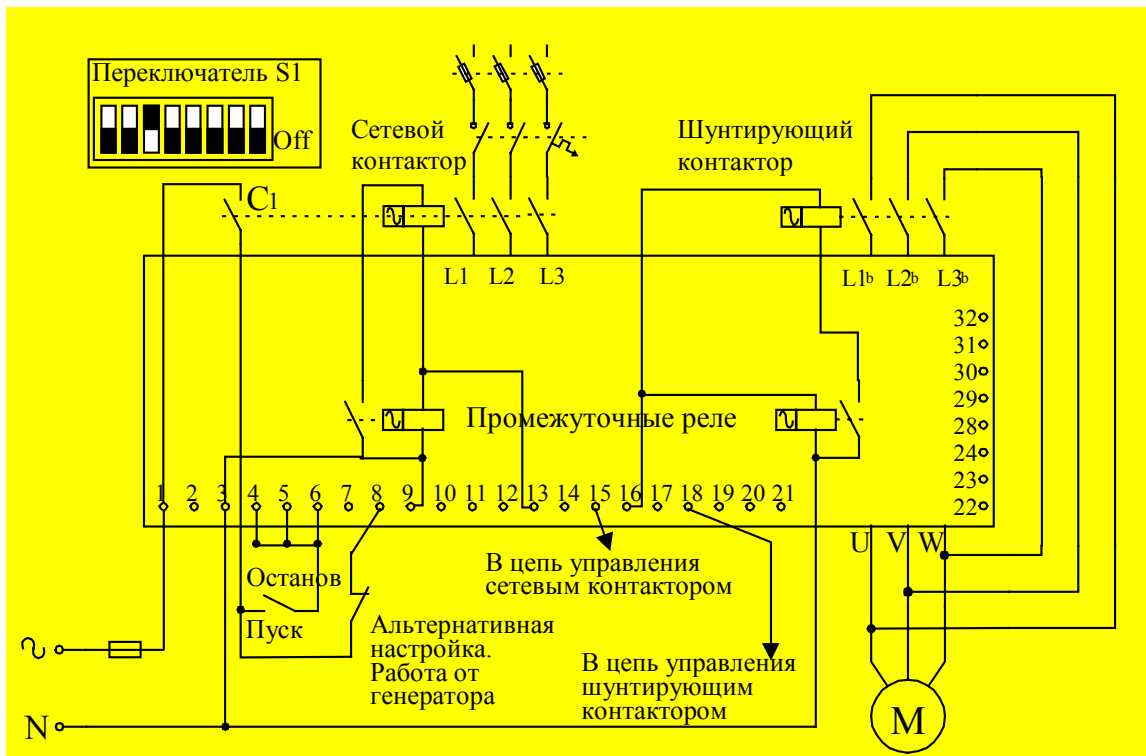 Переключатель S1
Off
Сетевой
контактор
Шунтирующий
контактор
C1
L1 L2 L3
L1b L2b L3b
32
31
30
29
28
24
23
22
Промежуточные реле
1 2 3 4 5 6 7 8 9 10 11 12 13 14 15 16 17 18 19 20 21
U V W
Останов
Пуск
Альтернативная
настройка.
Работа от
генератора
В цепь управления
сетевым контактором
В цепь управления
шунтирующим
контактором
N
M